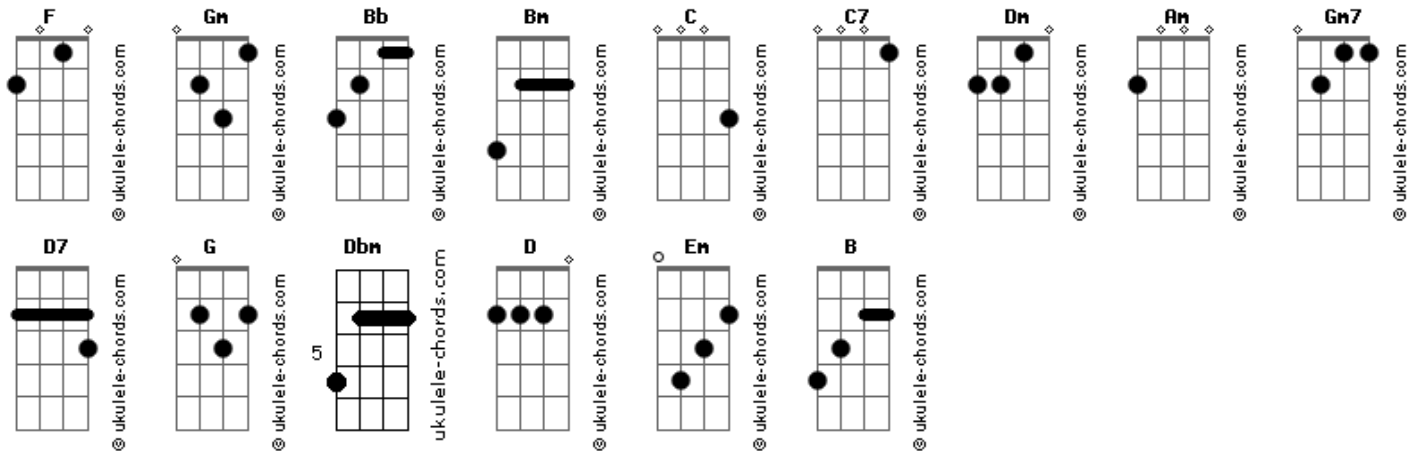 F Gm Bb Bm C C7 Dm Am Gm7
© ukulele-chords.com © ukulele-chords.com © ukulele-chords.com © ukulele-chords.com © ukulele-chords.com © ukulele-chords.com © ukulele-chords.com © ukulele-chords.com © ukulele-chords.com
D7 G Dbm D Em B
5
© ukulele-chords.com © ukulele-chords.com ukulele-chords.com © ukulele-chords.com © ukulele-chords.com © ukulele-chords.com